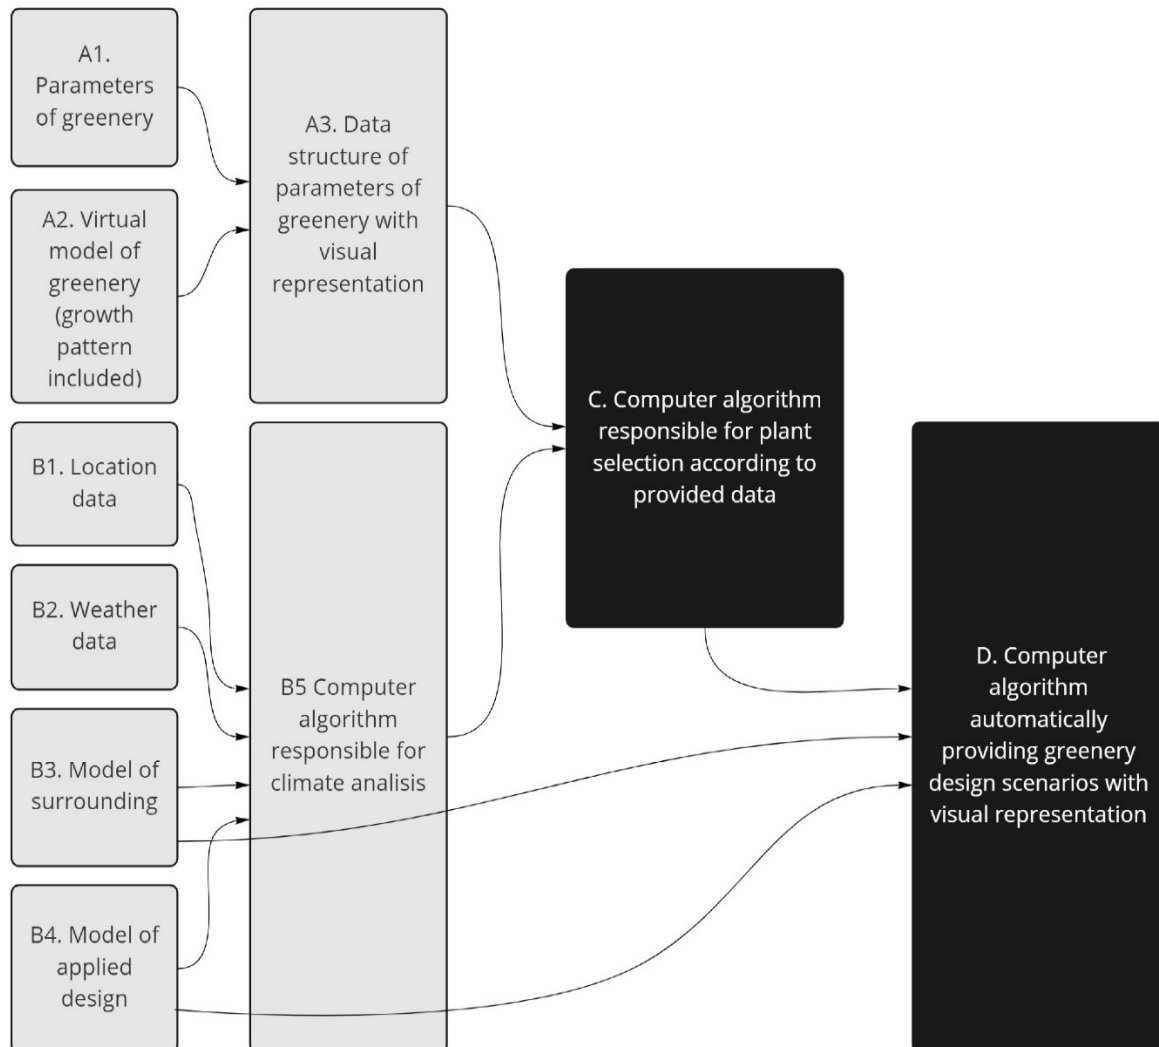 A1.
Parameters
of greenery
A2. Virtual
model of
greenery
(growth
pattern
included)
A3. Data
structure of
parameters of
greenery with
visual
representation
B1. Location
data
B2. Weather
data
B3. Model of
surrounding
B4. Model of
applied
design
B5 Computer
algorithm
responsible for
climate analisis
C. Computer algorithm
responsible for plant
selection according to
provided data
D. Computer
algorithm
automatically
providing greenery
design scenarios with
visual representation